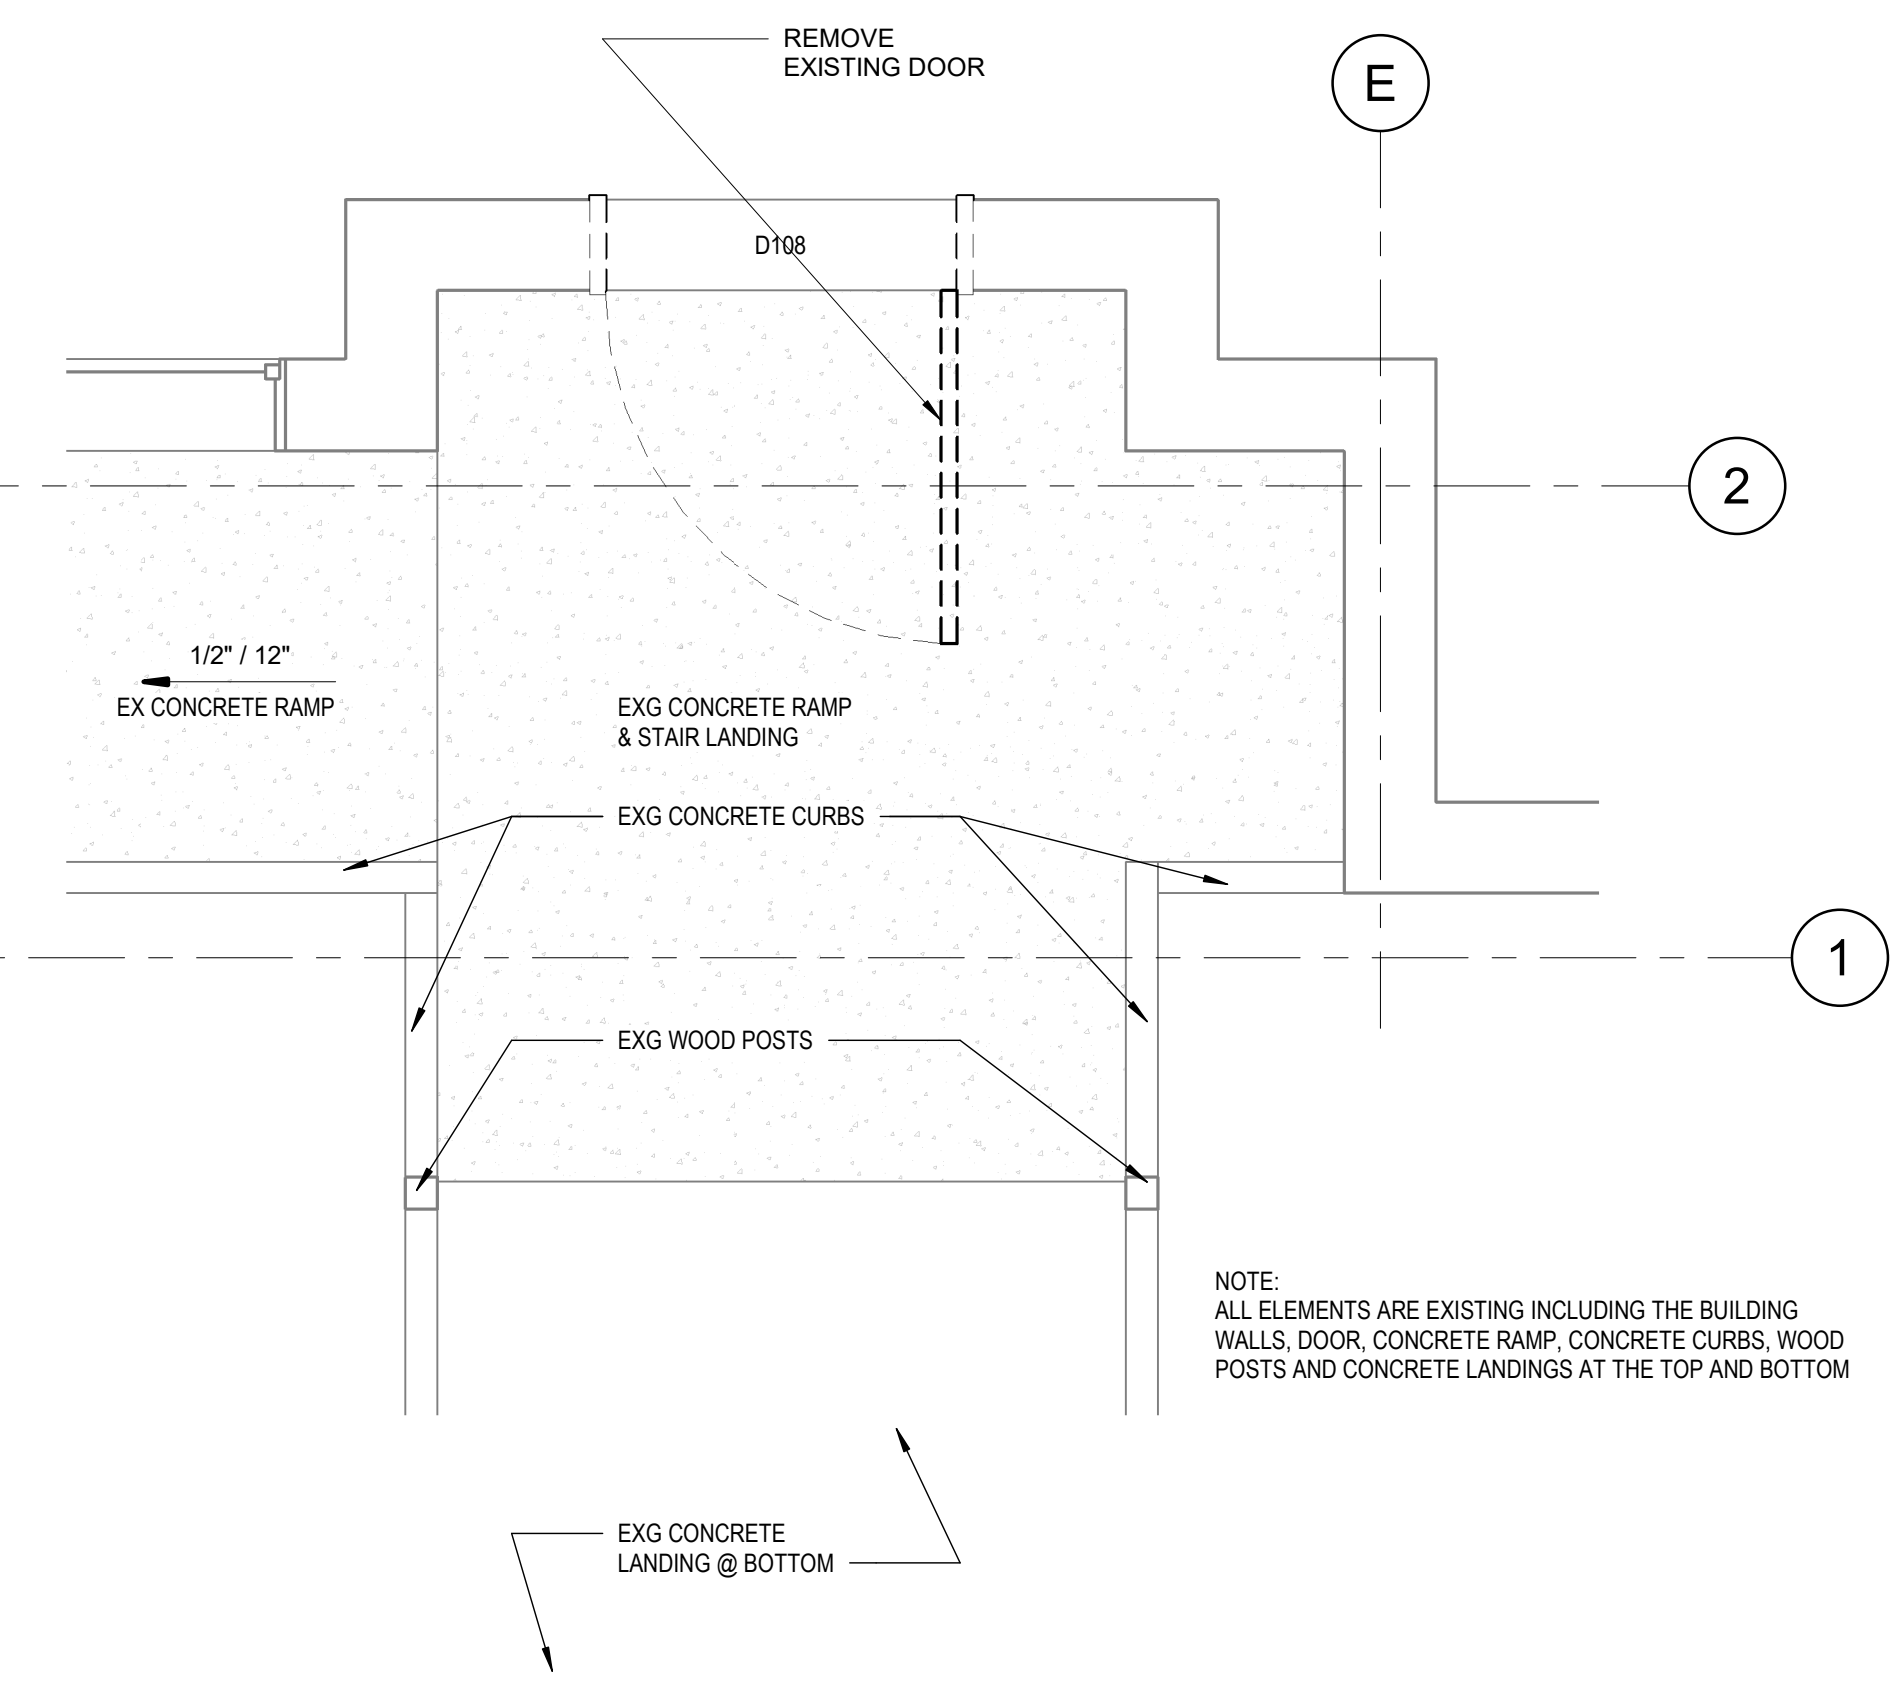 REMOVE
EXISTING DOOR
E
D108
2
1/2" / 12"
EX CONCRETE RAMP
EXG CONCRETE RAMP
& STAIR LANDING
EXG CONCRETE CURBS
1
EXG WOOD POSTS
NOTE:
ALL ELEMENTS ARE EXISTING INCLUDING THE BUILDING
WALLS, DOOR, CONCRETE RAMP, CONCRETE CURBS, WOOD
POSTS AND CONCRETE LANDINGS AT THE TOP AND BOTTOM
EXG CONCRETE
LANDING @ BOTTOM